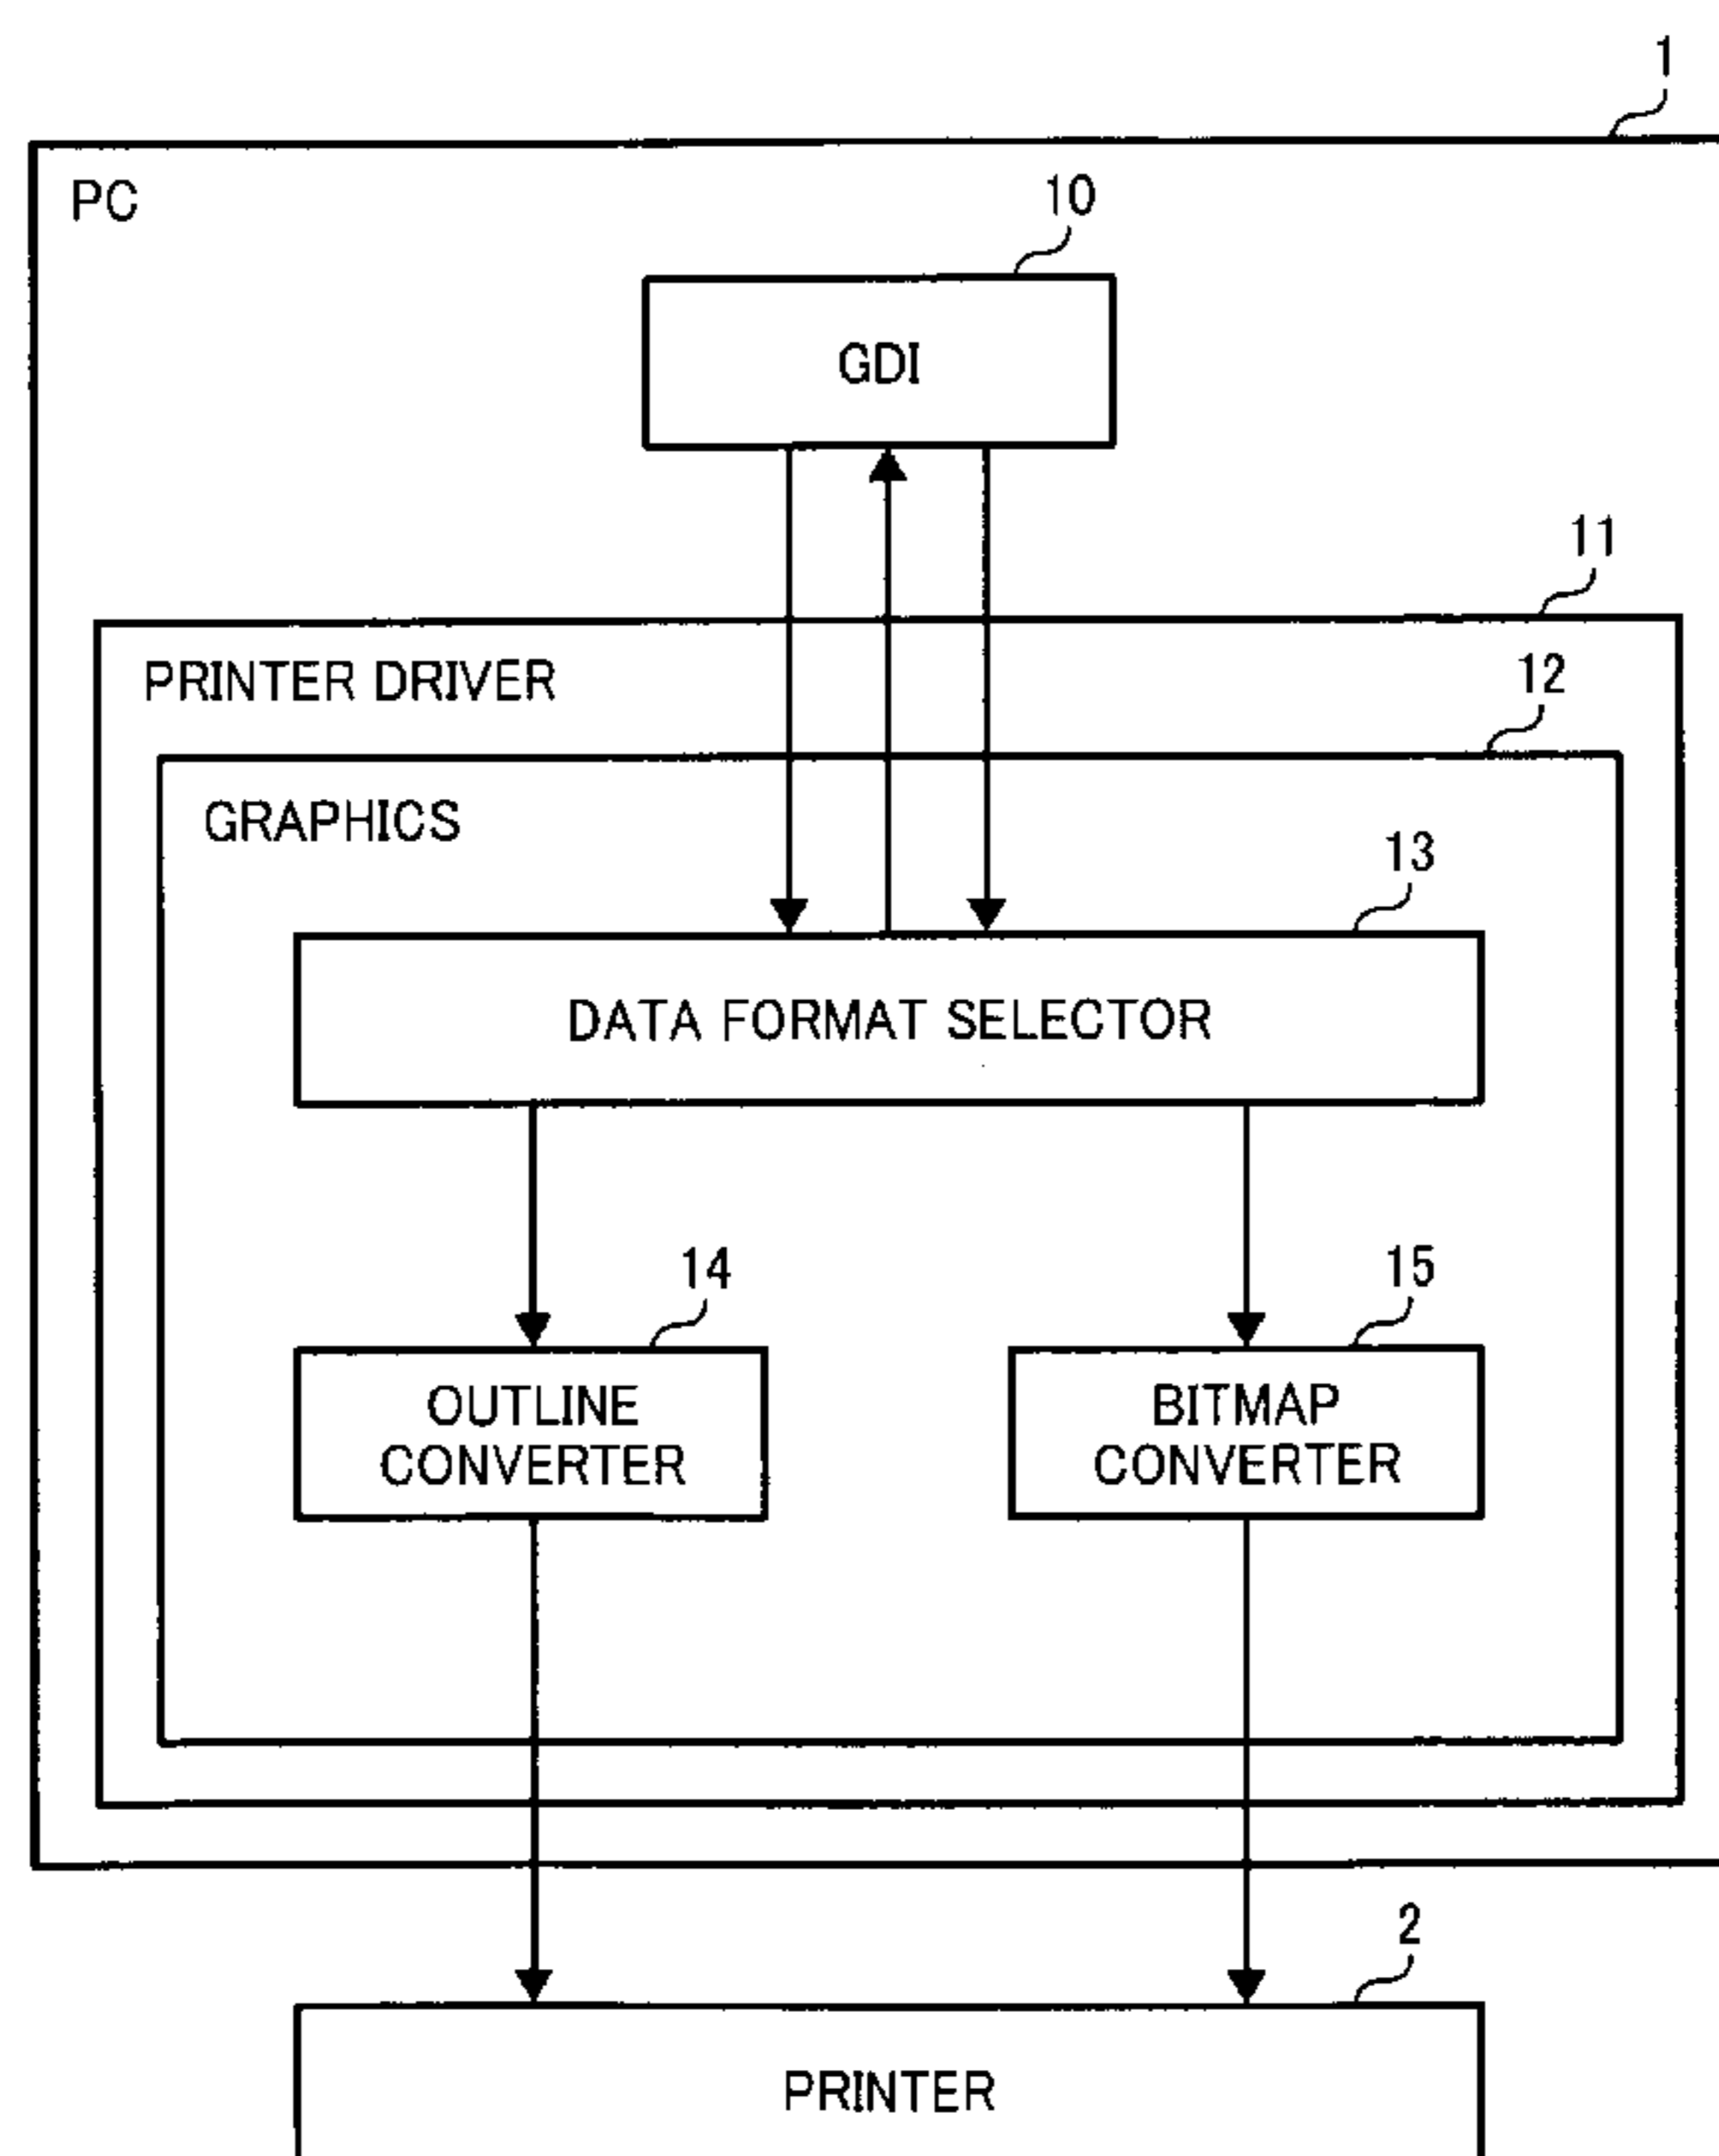 1
PC
10
GDI
11
PRINTER DRIVER
12
GRAPHICS
13
DATA FORMAT SELECTOR
14
OUTLINE
CONVERTER
15
BITMAP
CONVERTER
2
PRINTER